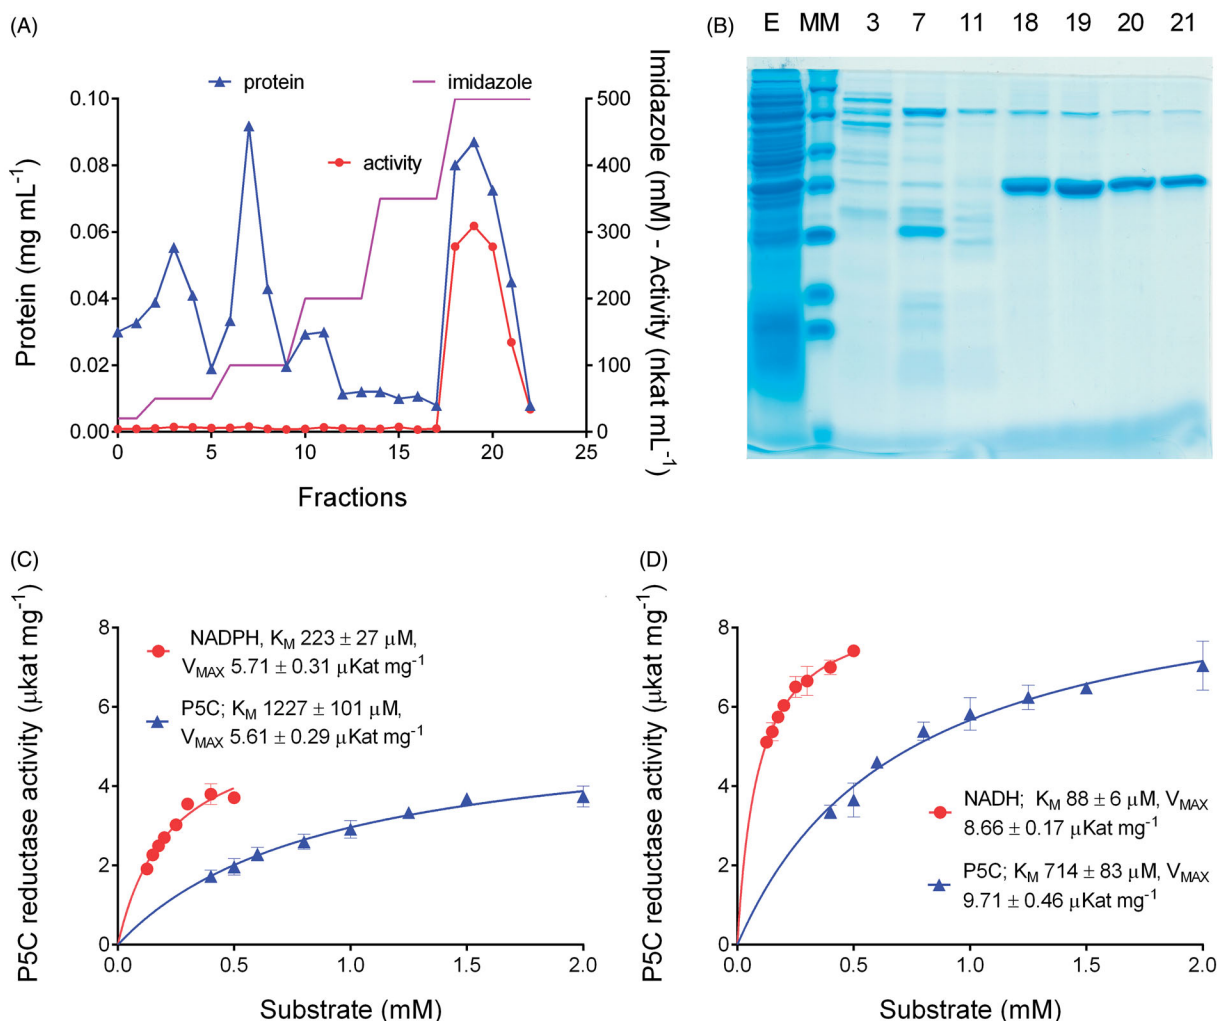 (A)
protein
imidazole
activity
0.10
0.08
0.06
0.04
0.02
0.00
Protein (mg mL-1)
500
400
300
200
100
0
Imidazole (mM) - Activity (nkat mL-1)
0
5
10
15
20
25
Fractions
(B)
E MM 3 7 11 18 19 20 21
(C)
P5C reductase activity (μkat mg-1)
8
6
4
2
0
NADPH, KM 223 ± 27 μM,
VMAX 5.71 ± 0.31 μKat mg-1
P5C; KM 1227 ± 101 μM,
VMAX 5.61 ± 0.29 μKat mg-1
0.0
0.5
1.0
1.5
2.0
Substrate (mM)
(D)
P5C reductase activity (μkat mg-1)
8
6
4
2
0
NADH; KM 88 ± 6 μM, VMAX
8.66 ± 0.17 μKat mg-1
P5C; KM 714 ± 83 μM, VMAX
9.71 ± 0.46 μKat mg-1
0.0
0.5
1.0
1.5
2.0
Substrate (mM)